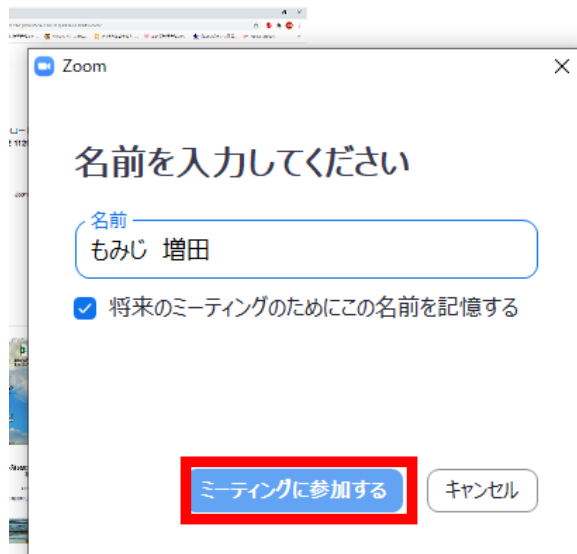 Zoom
名前を入力してください
名前
もみじ 増田
将来のミーティングのためにこの名前を記憶する
ミーティングに参加する
キャンセル